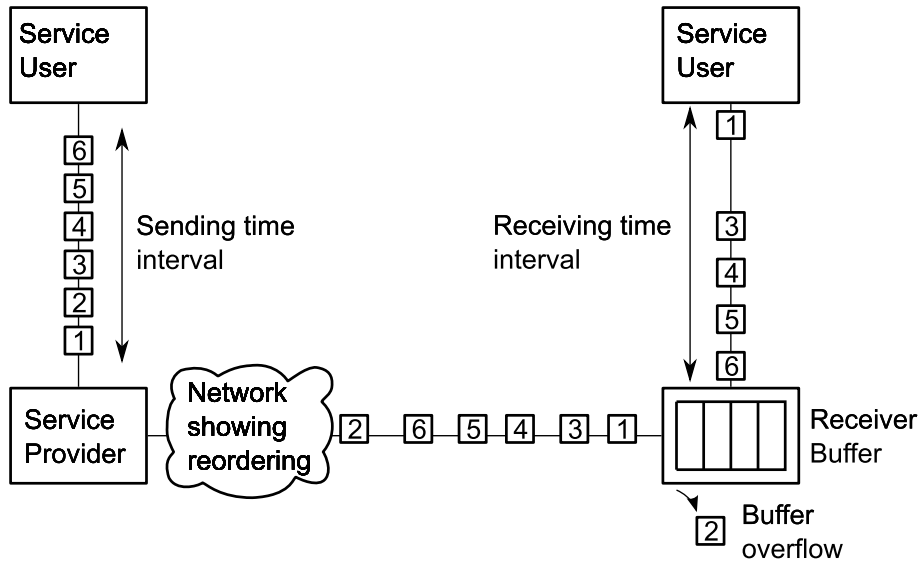 Service
User
6
5
4
3
2
1
Sending time
interval
Service
Provider
Network
showing
reordering
2 6 5 4 3 1
Service
User
1
3
4
5
6
Receiving time
interval
Receiver
Buffer
2
Buffer
overflow